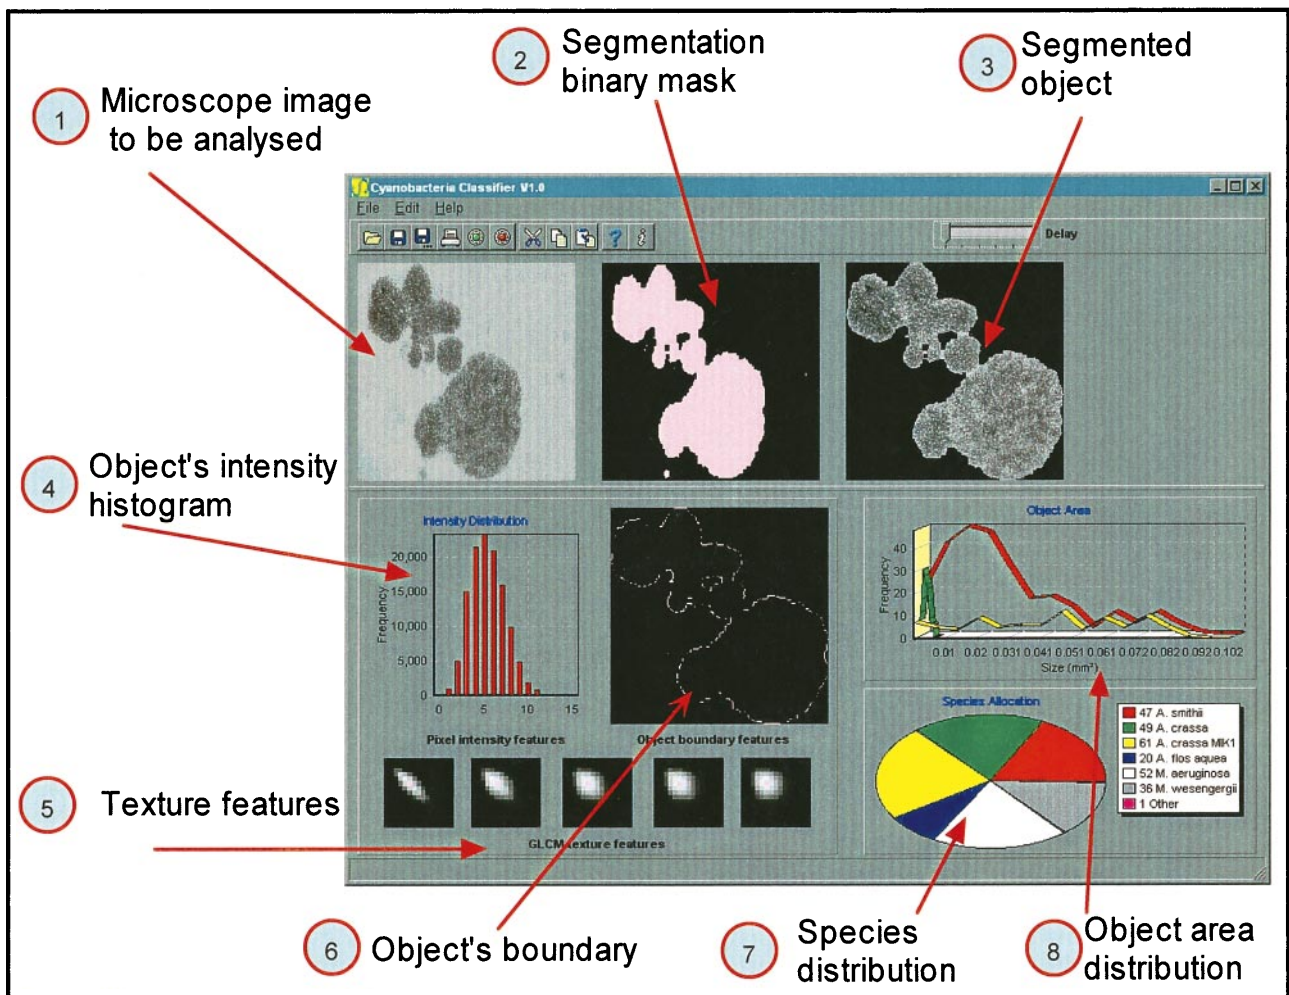 1
Microscope image
to be analysed
2
Segmentation
binary mask
3
Segmented
object
Cyanobacteria Classifier V1.0
File Edit Help
Delay
4
Object's intensity
histogram
Intensity Distribution
Frequency
20,000
15,000
10,000
5,000
0
0 5 10 15
Pixel intensity features
Object boundary features
Object Area
Frequency
40
30
20
10
0
0.01 0.02 0.031 0.041 0.051 0.061 0.072 0.082 0.092 0.102
Size (mm²)
Species Allocation
47 A. smithii
49 A. crassa
61 A. crassa MIK1
20 A. flos aquea
52 M. aeruginosa
36 M. wesengergii
1 Other
5
Texture features
GLCM texture features
6
Object's boundary
7
Species
distribution
8
Object area
distribution